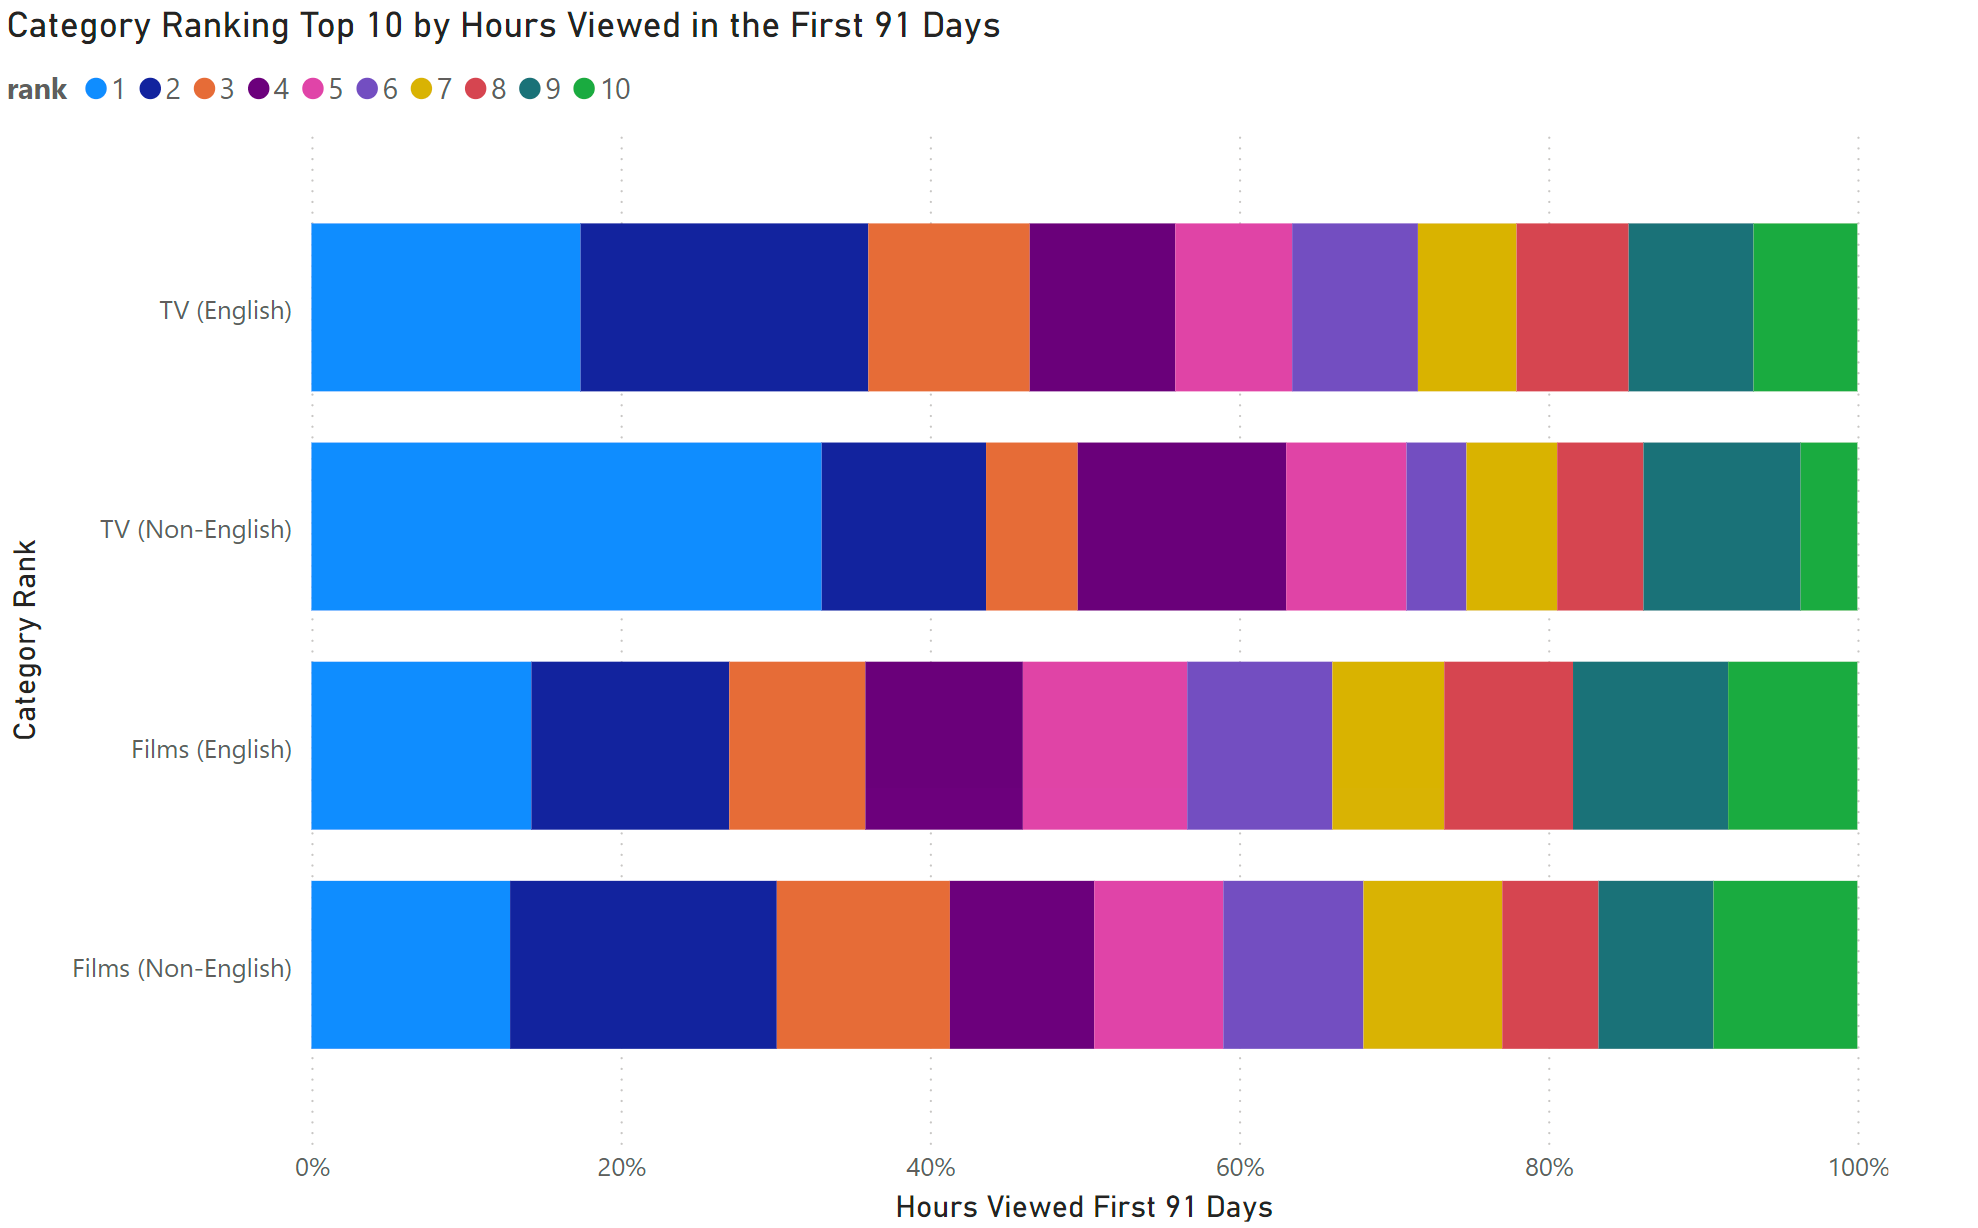 Category Ranking Top 10 by Hours Viewed in the First 91 Days
rank 1 2 3 4 5 6 7 8 9 10
Category Rank
TV (English)
TV (Non-English)
Films (English)
Films (Non-English)
0% 20% 40% 60% 80% 100%
Hours Viewed First 91 Days